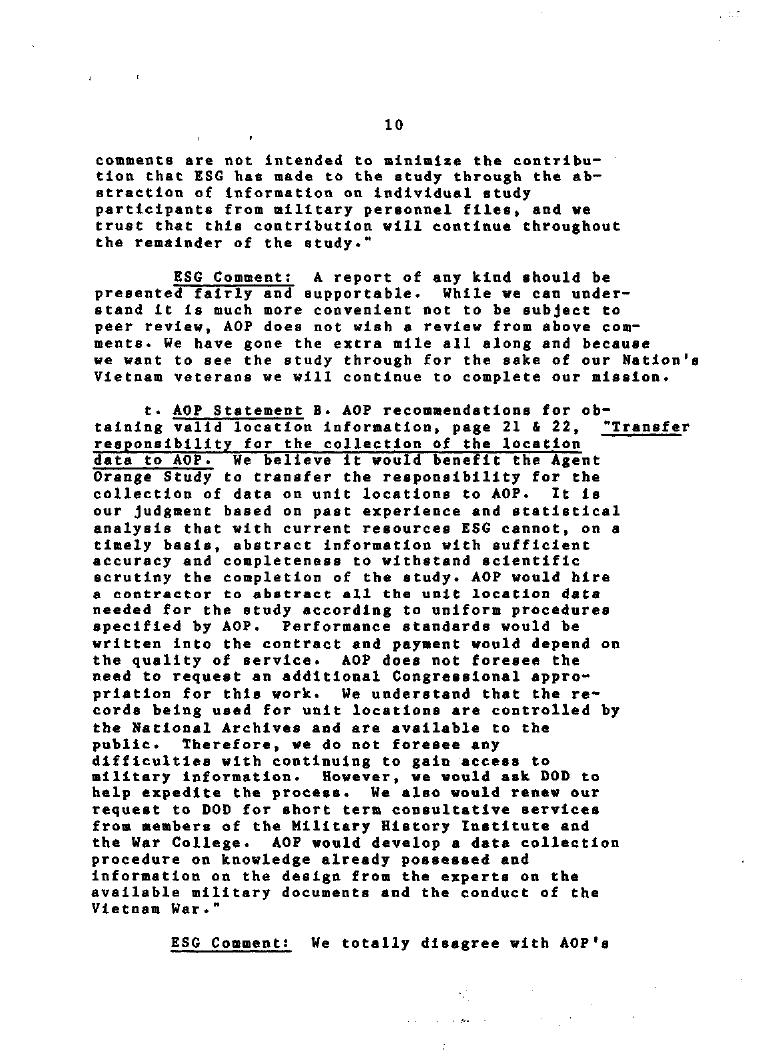 10
comments are not intended to minimize the contribu-
tion that ESG has made to the study through the ab-
straction of information on individual study
participants from military personnel files, and we
trust that this contribution will continue throughout
the remainder of the study."
ESG Comment: A report of any kind should be
presented fairly and supportable. While we can under-
stand it is much more convenient not to be subject to
peer review, AOP does not wish a review from above com-
ments. We have gone the extra mile all along and because
we want to see the study through for the sake of our Nation's
Vietnam veterans we will continue to complete our mission.
t. AOP Statement B. AOP recommendations for ob-
taining valid location information, page 21 & 22, "Transfer
responsibility for the collection of the location
data to AOP. We believe it would benefit the Agent
Orange Study to transfer the responsibility for the
collection of data on unit locations to AOP. It is
our judgment based on past experience and statistical
analysis that with current resources ESG cannot, on a
timely basis, abstract information with sufficient
accuracy and completeness to withstand scientific
scrutiny the completion of the study. AOP would hire
a contractor to abstract all the unit location data
needed for the study according to uniform procedures
specified by AOP. Performance standards would be
written into the contract and payment would depend on
the quality of service. AOP does not foresee the
need to request an additional Congressional appro-
priation for this work. We understand that the re-
cords being used for unit locations are controlled by
the National Archives and are available to the
public. Therefore, we do not foresee any
difficulties with continuing to gain access to
military information. However, we would ask DOD to
help expedite the process. We also would renew our
request to DOD for short term consultative services
from members of the Military History Institute and
the War College. AOP would develop a data collection
procedure on knowledge already possessed and
information on the design from the experts on the
available military documents and the conduct of the
Vietnam War."
ESG Comment: We totally disagree with AOP's